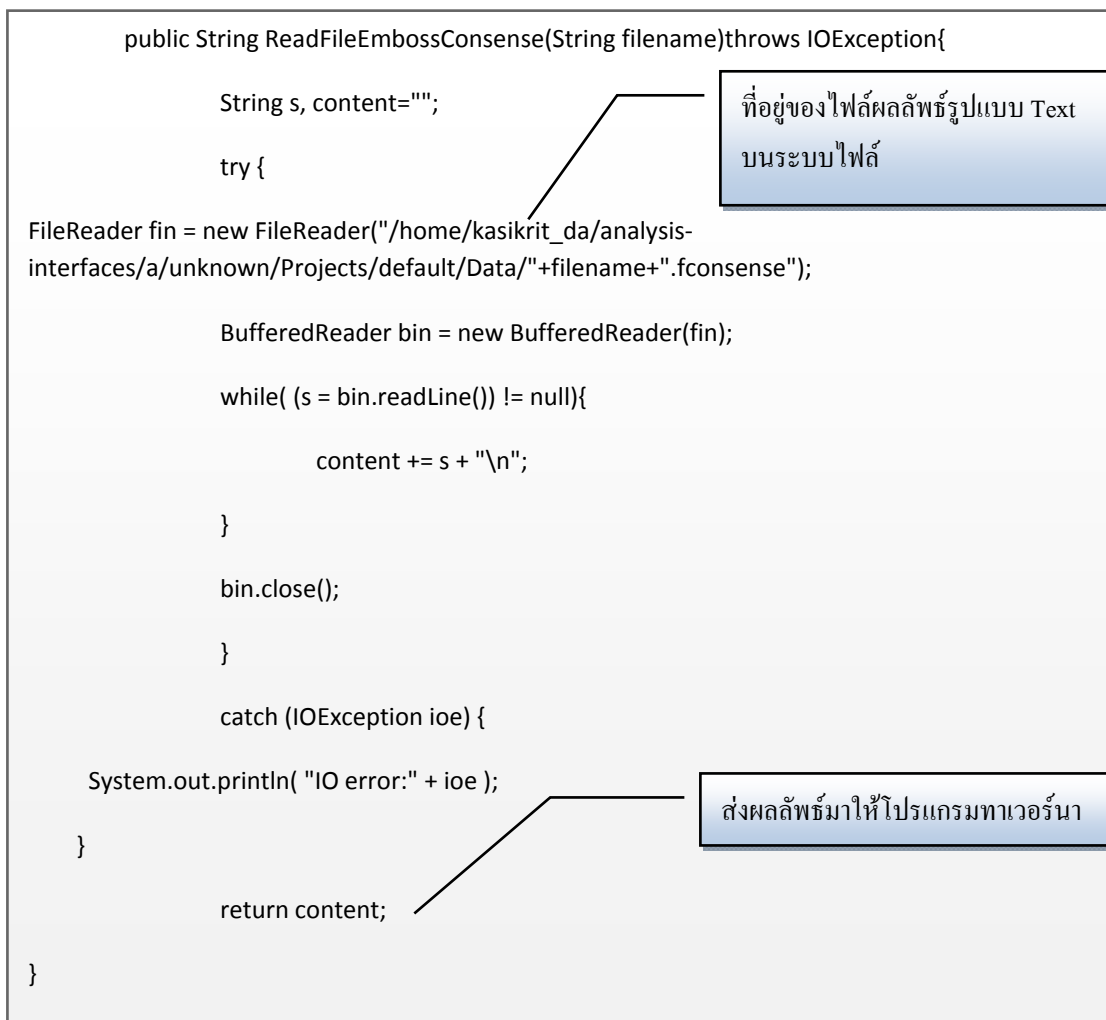 public String ReadFileEmbossConsense(String filename)throws IOException{
String s, content="";
ที่อยู่ของไฟล์ผลลัพธ์รูปแบบ Text
บนระบบไฟล์
try {
FileReader fin = new FileReader("/home/kasikrit_da/analysis-
interfaces/a/unknown/Projects/default/Data/"+filename+".fconsense");
BufferedReader bin = new BufferedReader(fin);
while( (s = bin.readLine()) != null){
content += s + "\n";
}
bin.close();
}
catch (IOException ioe) {
System.out.println( "IO error:" + ioe );
ส่งผลลัพธ์มาให้โปรแกรมทาเวอร์นา
}
return content;
}